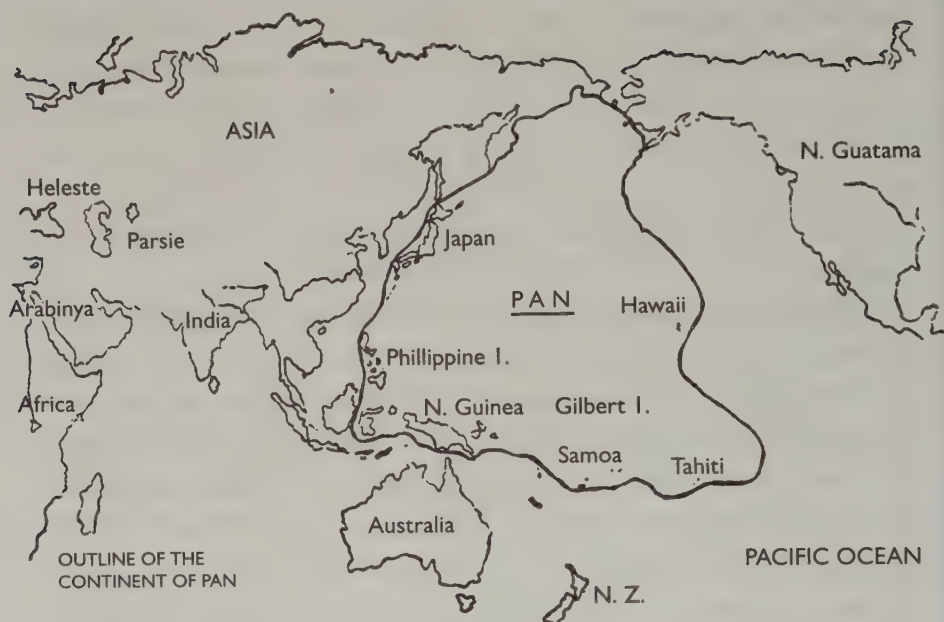 ASIA
N. Guatama
Heleste
Parsie
Japan
Arabinya
India
PAN
Hawaii
Phillippine I.
Africa
N. Guinea
Gilbert I.
Samoa
Tahiti
Australia
OUTLINE OF THE
CONTINENT OF PAN
PACIFIC OCEAN
N. Z.